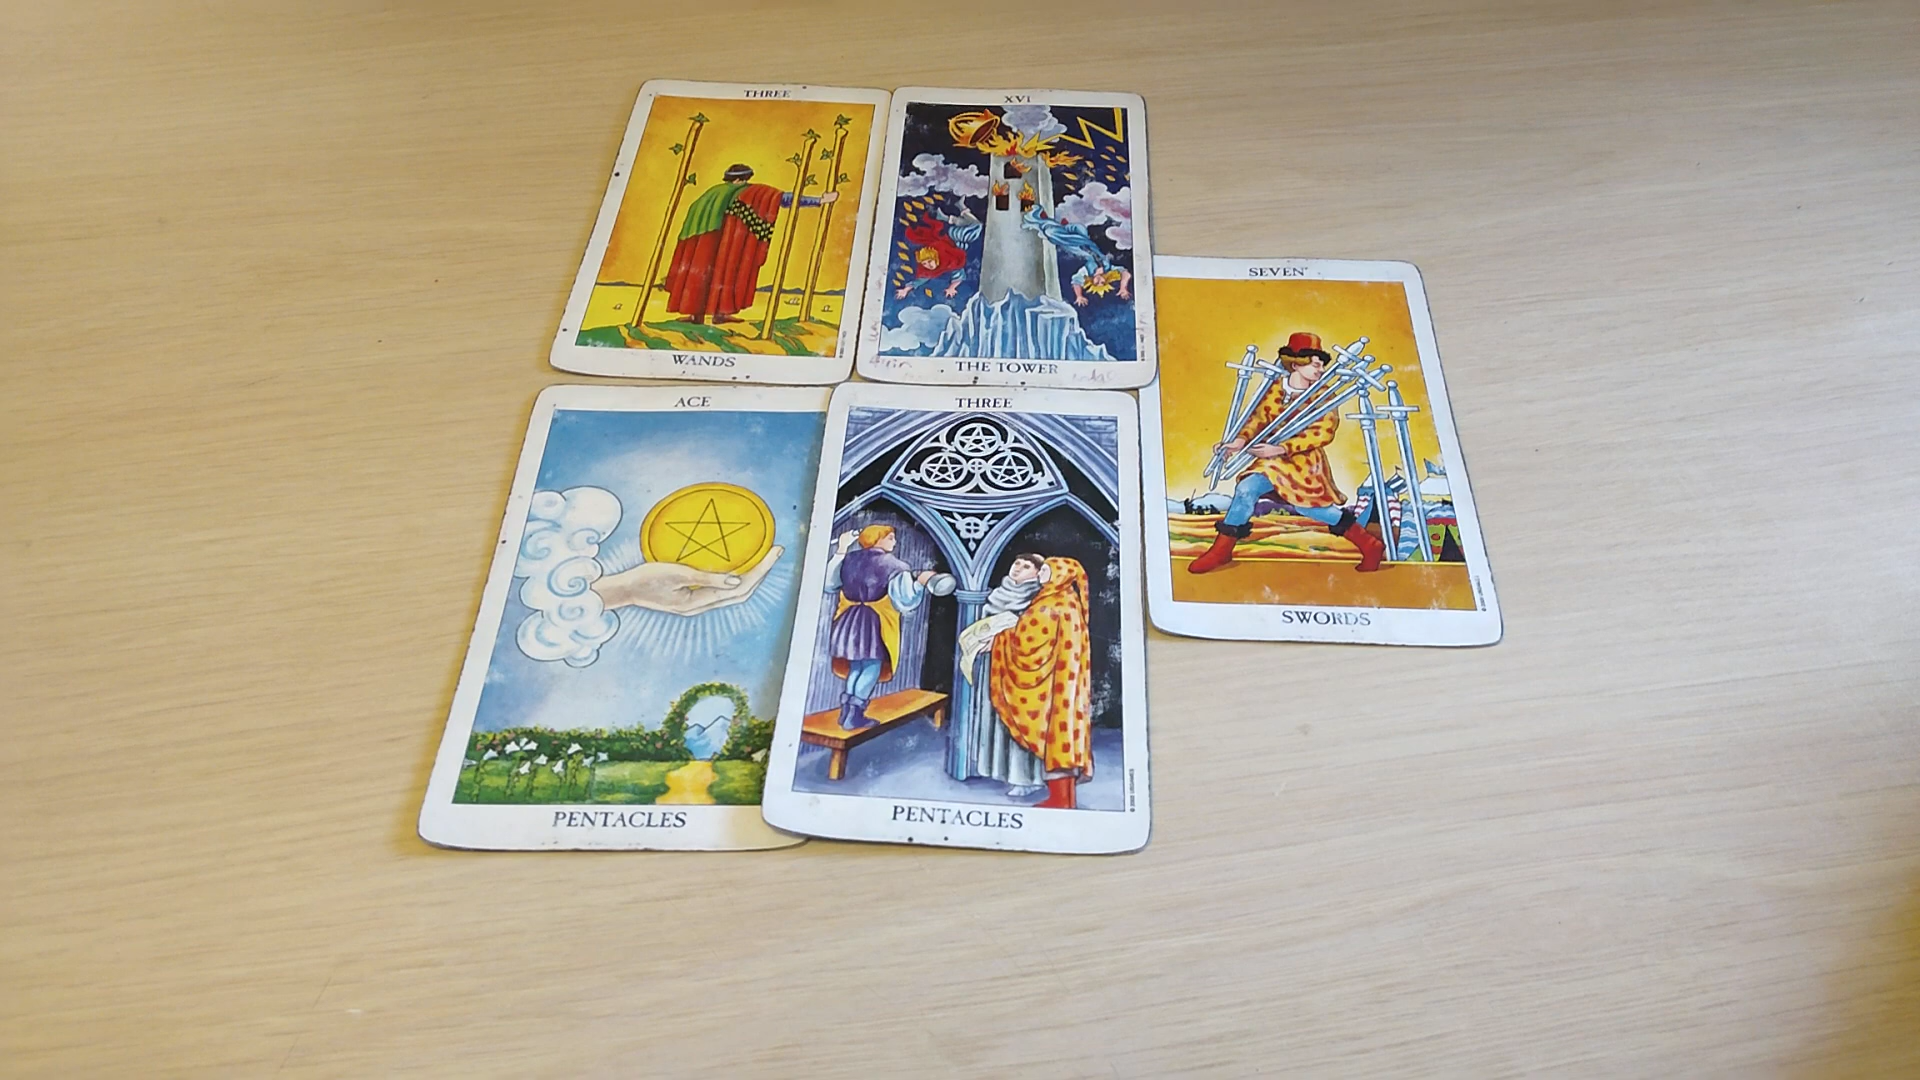 THREE
WANDS
XVI
THE TOWER
SEVEN
SWORDS
ACE
PENTACLES
THREE
PENTACLES